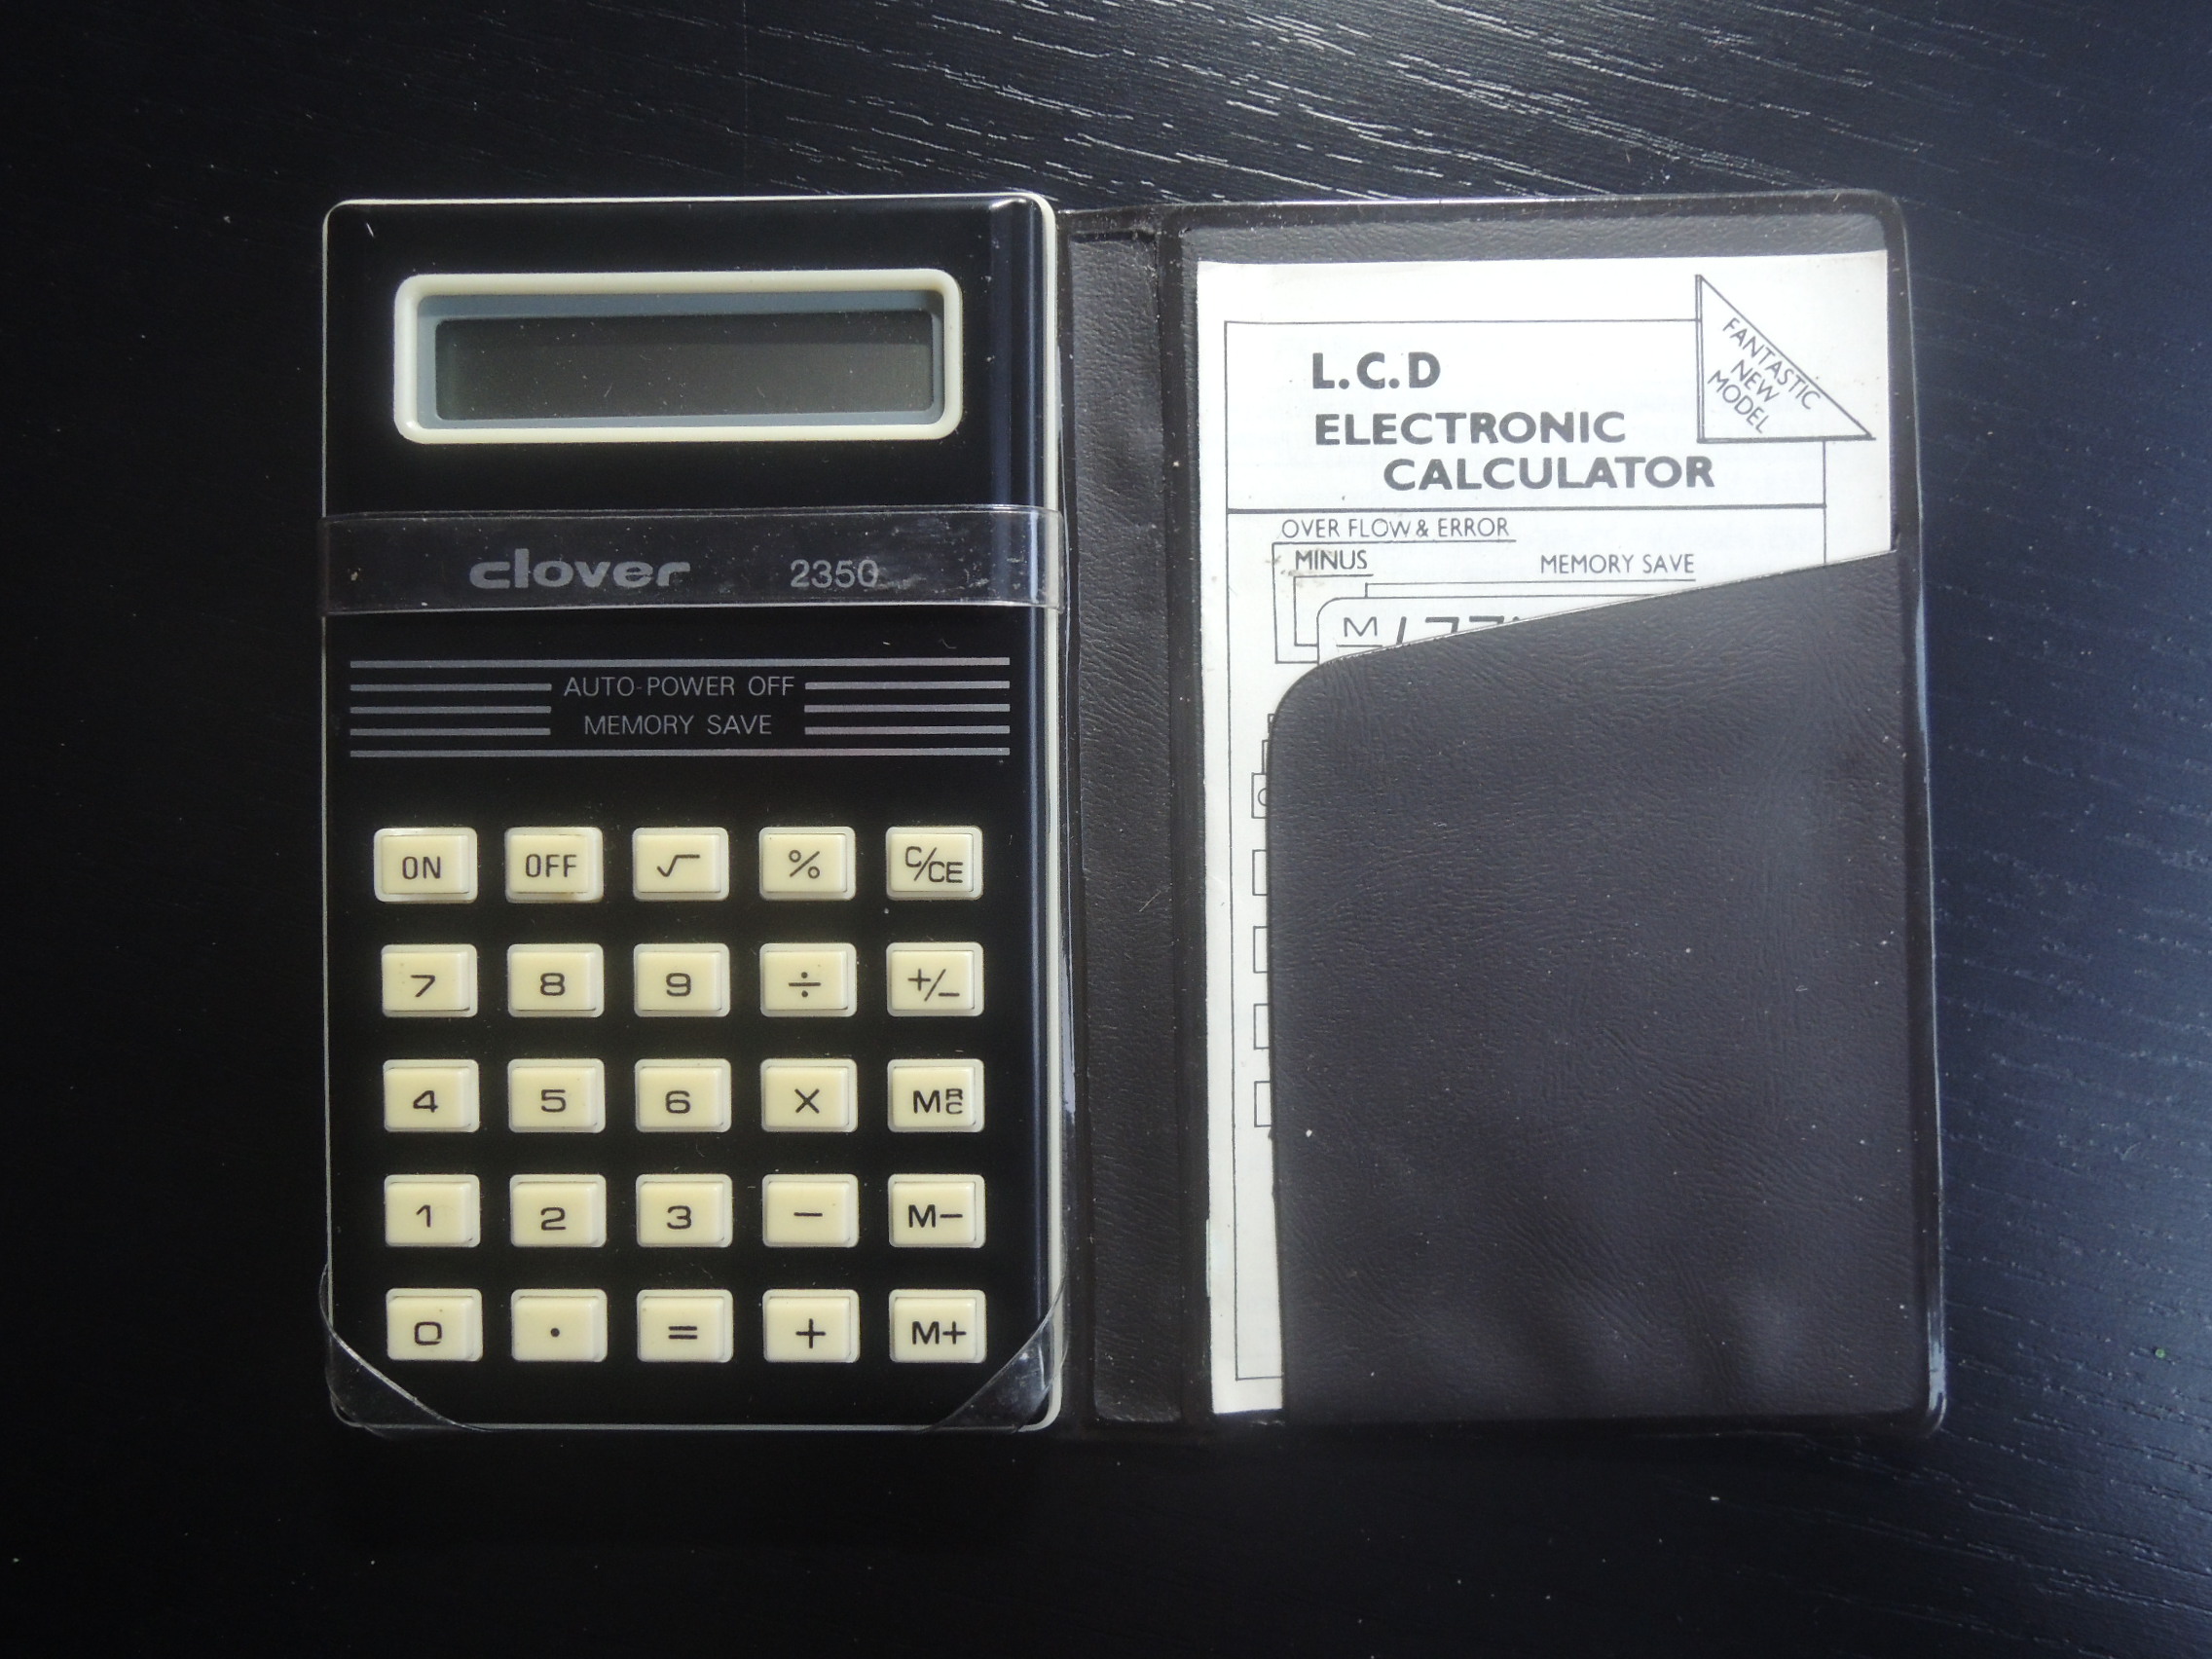 clover 2350
AUTO-POWER OFF
MEMORY SAVE
ON OFF √ % C/CE
7 8 9 ÷ +/−
4 5 6 X MRC
1 2 3 − M−
0 . = + M+
L.C.D
ELECTRONIC
CALCULATOR
FANTASTIC
NEW
MODEL
OVER FLOW & ERROR
MINUS MEMORY SAVE
M